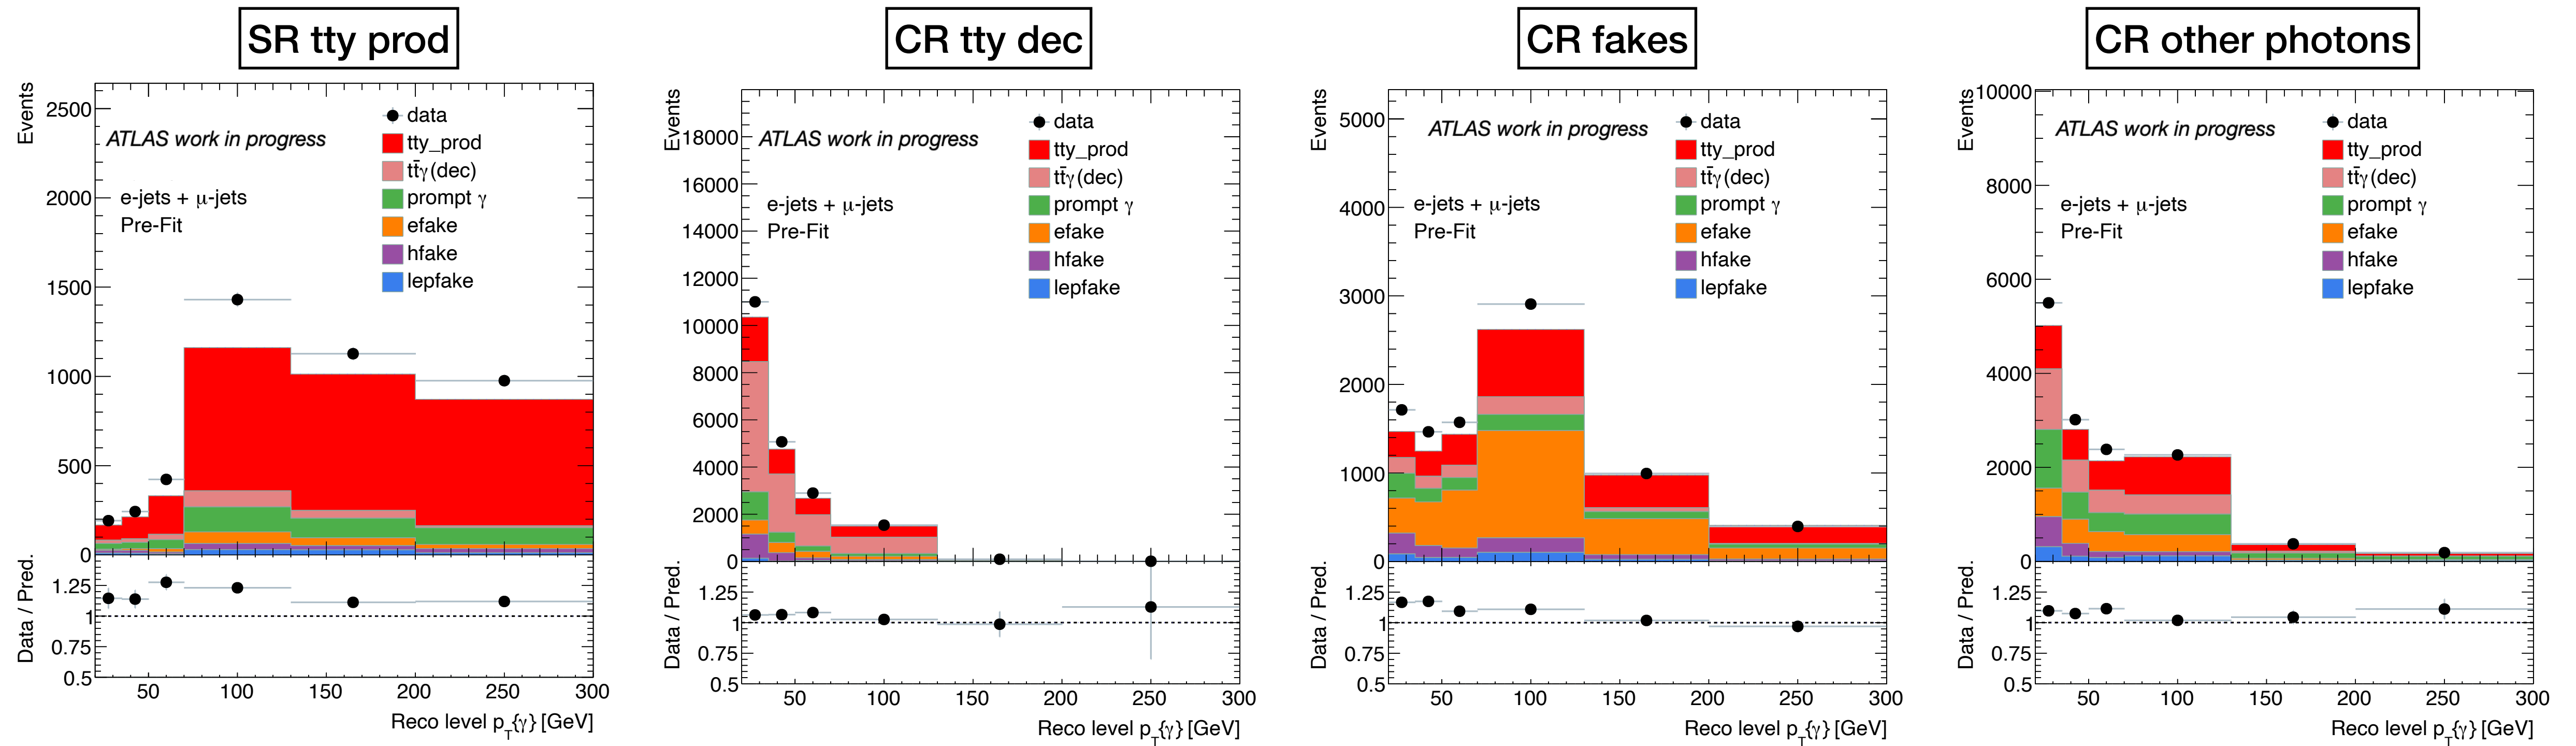 SR tty prod
Events
2500
2000
1500
1000
500
0
ATLAS work in progress
e-jets + μ-jets
Pre-Fit
data
tty_prod
tt̄γ(dec)
prompt γ
efake
hfake
lepfake
Data / Pred.
1.25
1
0.75
0.5
50 100 150 200 250 300
Reco level p_T{γ} [GeV]
CR tty dec
Events
18000
16000
14000
12000
10000
8000
6000
4000
2000
0
ATLAS work in progress
e-jets + μ-jets
Pre-Fit
data
tty_prod
tt̄γ(dec)
prompt γ
efake
hfake
lepfake
Data / Pred.
1.25
1
0.75
0.5
50 100 150 200 250 300
Reco level p_T{γ} [GeV]
CR fakes
Events
5000
4000
3000
2000
1000
0
ATLAS work in progress
e-jets + μ-jets
Pre-Fit
data
tty_prod
tt̄γ(dec)
prompt γ
efake
hfake
lepfake
Data / Pred.
1.25
1
0.75
0.5
50 100 150 200 250 300
Reco level p_T{γ} [GeV]
CR other photons
Events
10000
8000
6000
4000
2000
0
ATLAS work in progress
e-jets + μ-jets
Pre-Fit
data
tty_prod
tt̄γ(dec)
prompt γ
efake
hfake
lepfake
Data / Pred.
1.25
1
0.75
0.5
50 100 150 200 250 300
Reco level p_T{γ} [GeV]